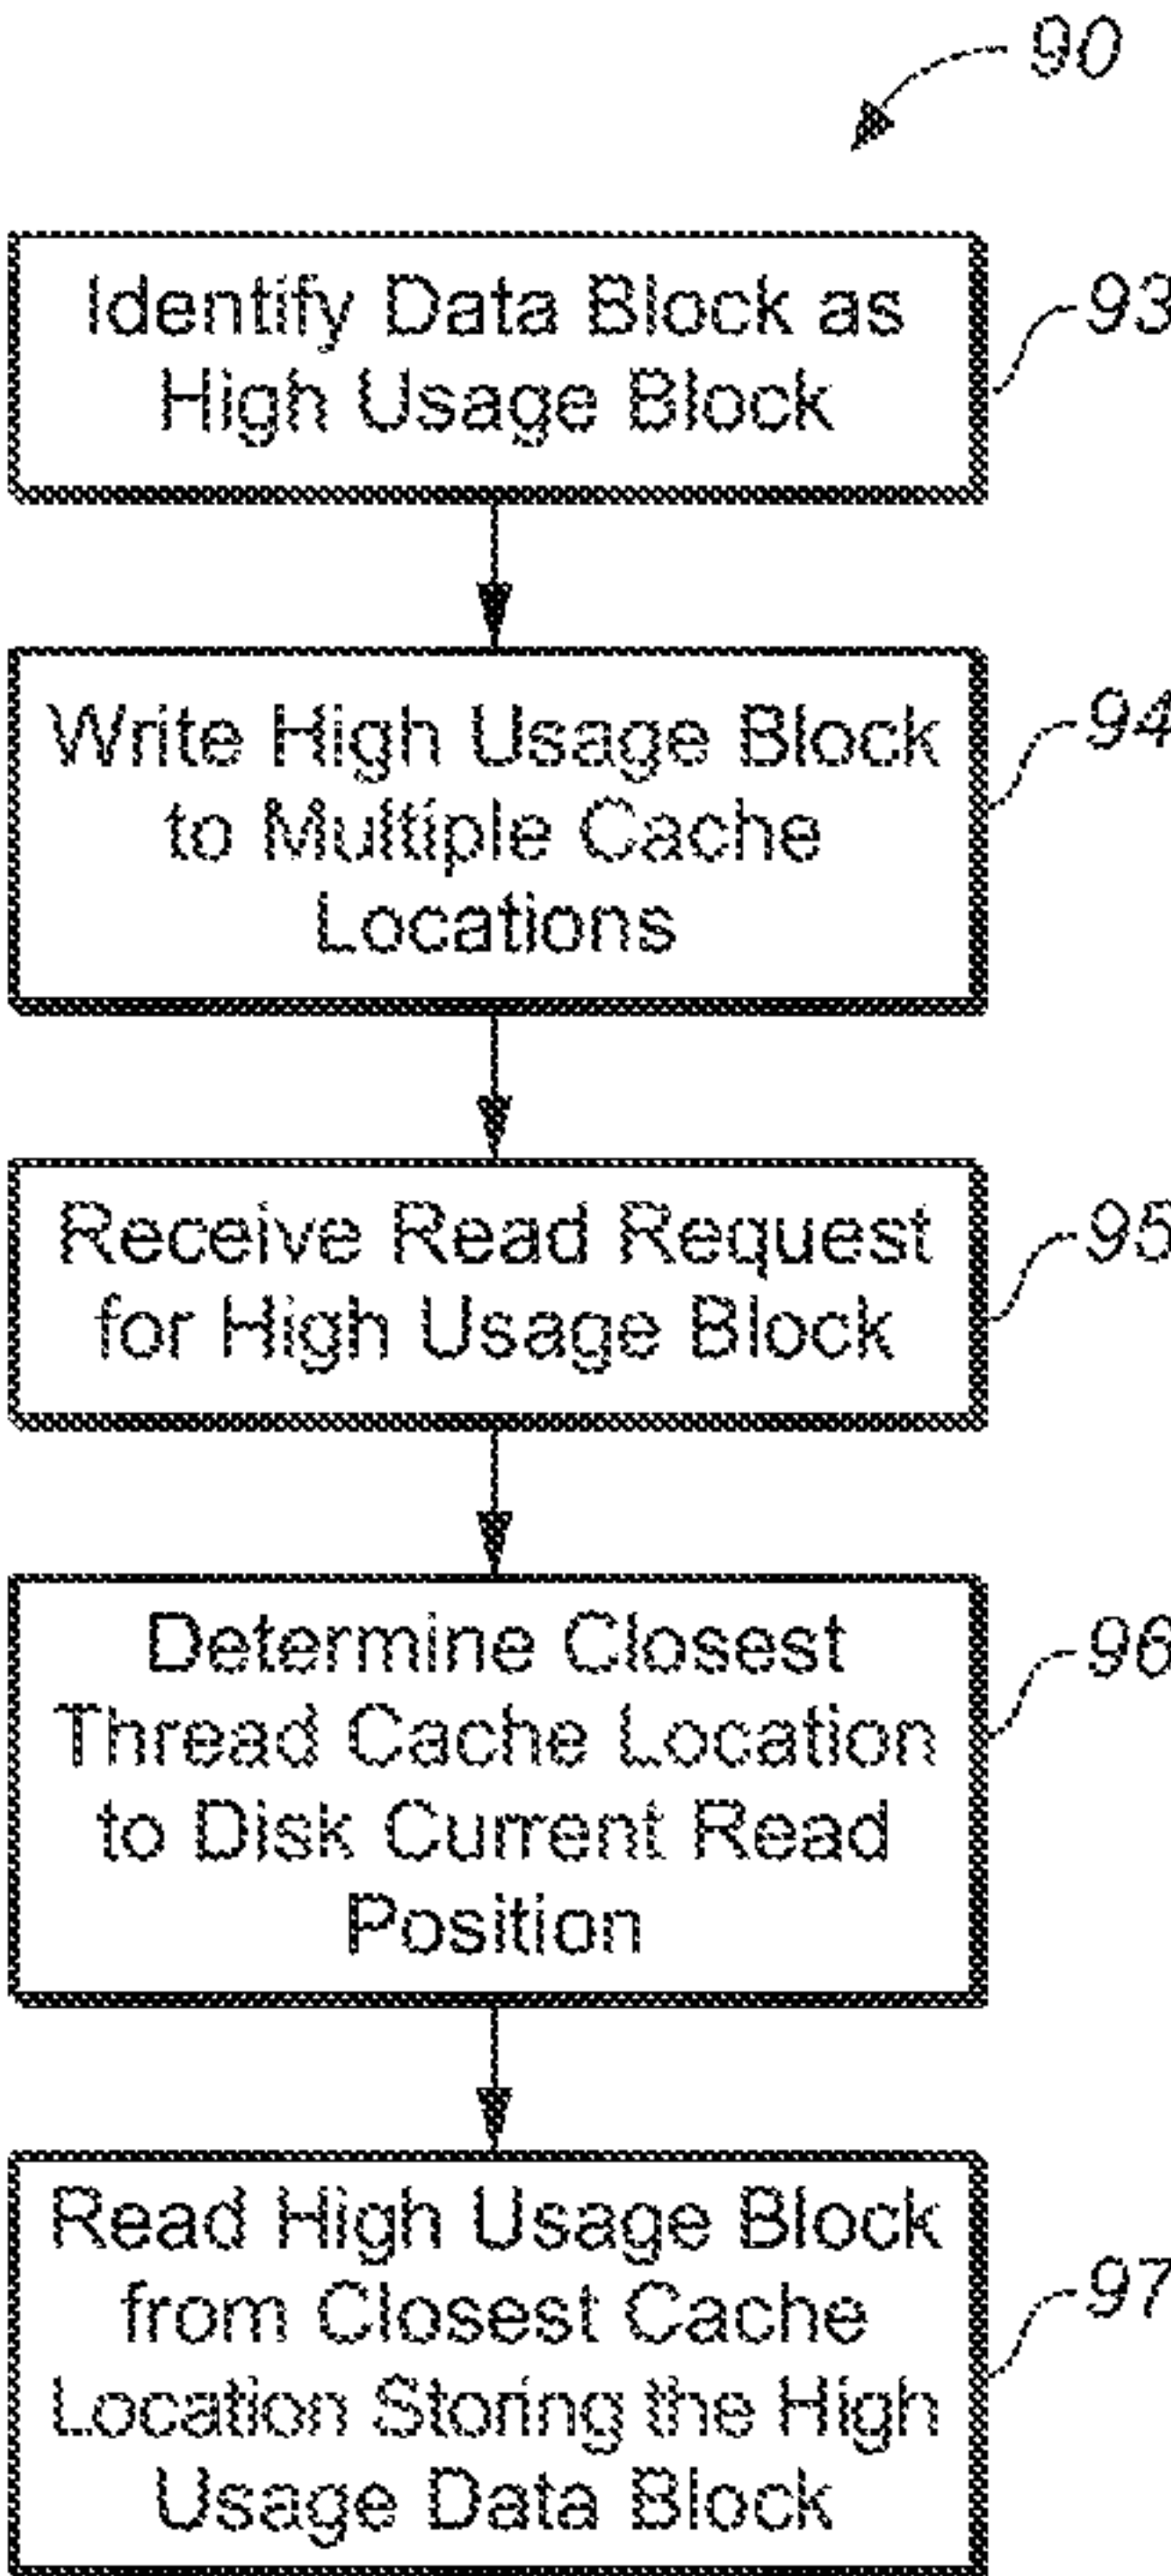 90
Identify Data Block as
High Usage Block
93
Write High Usage Block
to Multiple Cache
Locations
94
Receive Read Request
for High Usage Block
95
Determine Closest
Thread Cache Location
to Disk Current Read
Position
96
Read High Usage Block
from Closest Cache
Location Storing the High
Usage Data Block
97